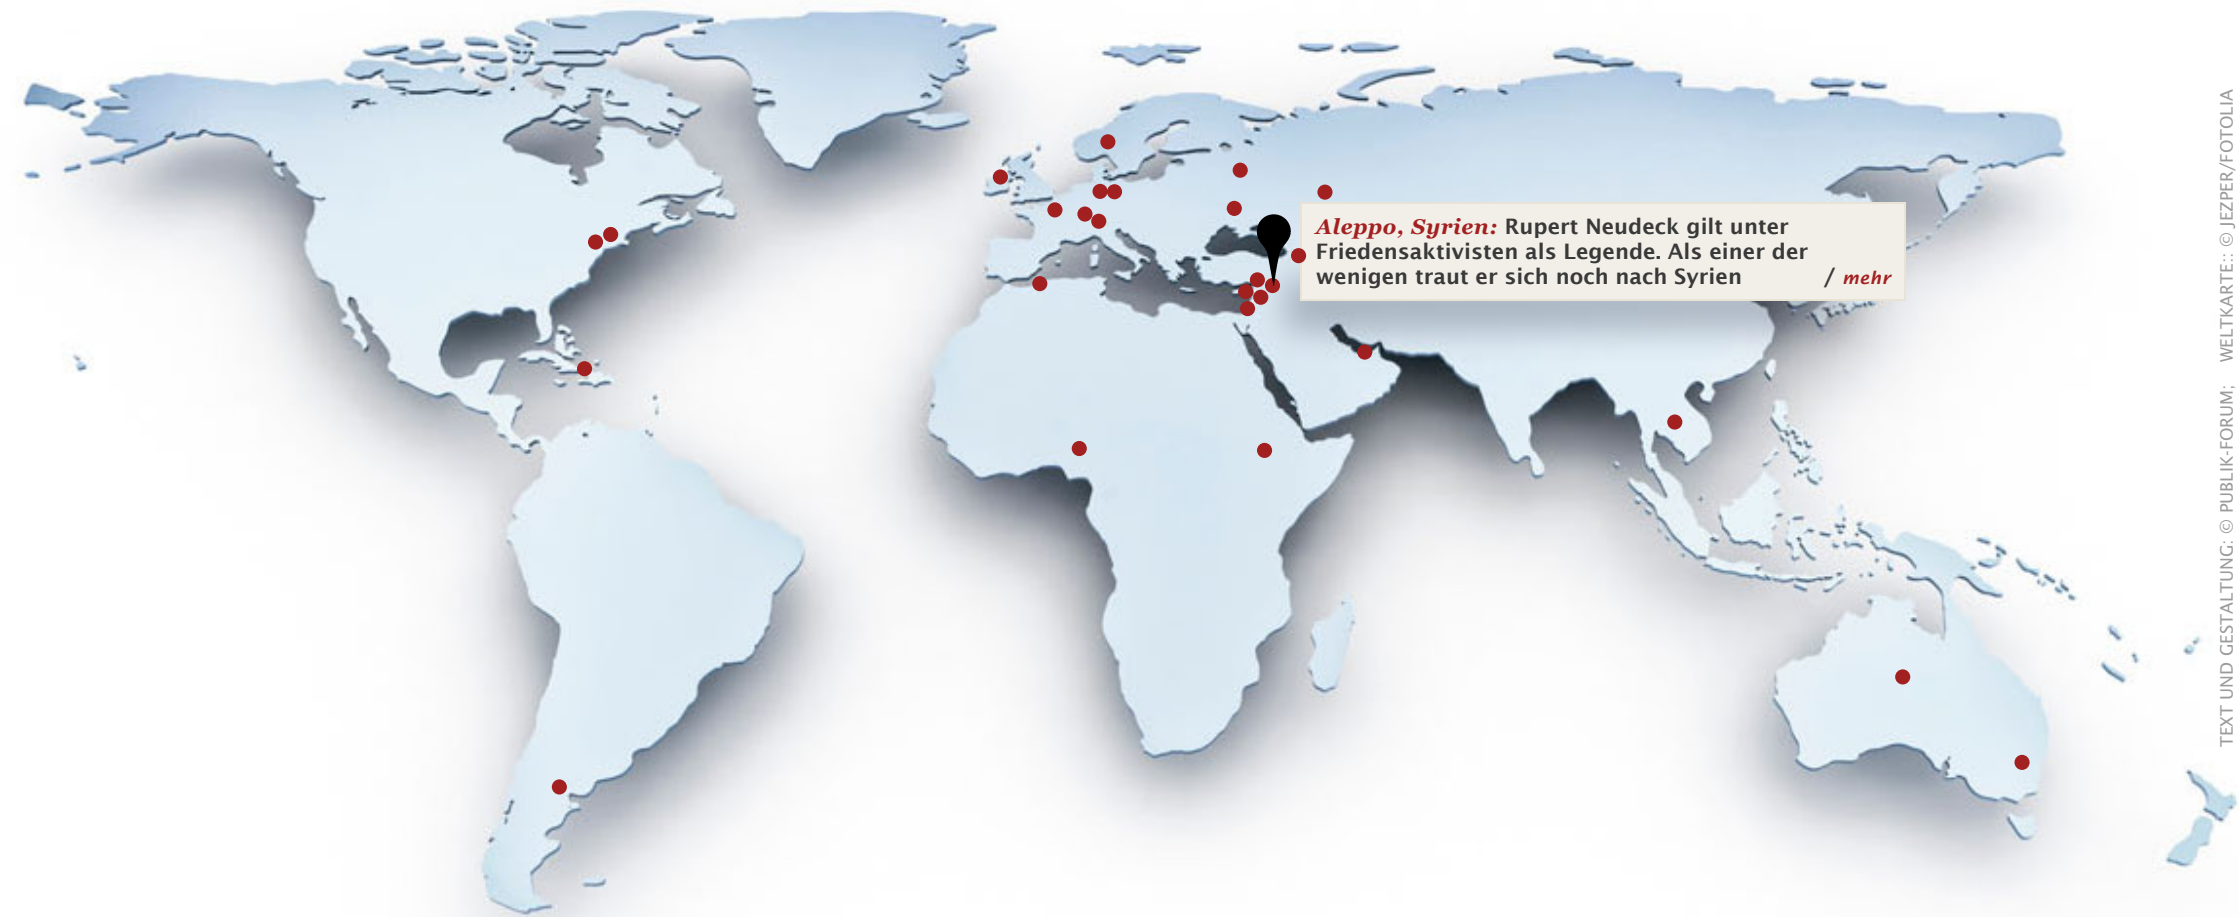 Aleppo, Syrien: Rupert Neudeck gilt unter
Friedensaktivisten als Legende. Als einer der
wenigen traut er sich noch nach Syrien / mehr
TEXT UND GESTALTUNG: © PUBLIK-FORUM; WELTKARTE:: © JEZPER/FOTOLIA